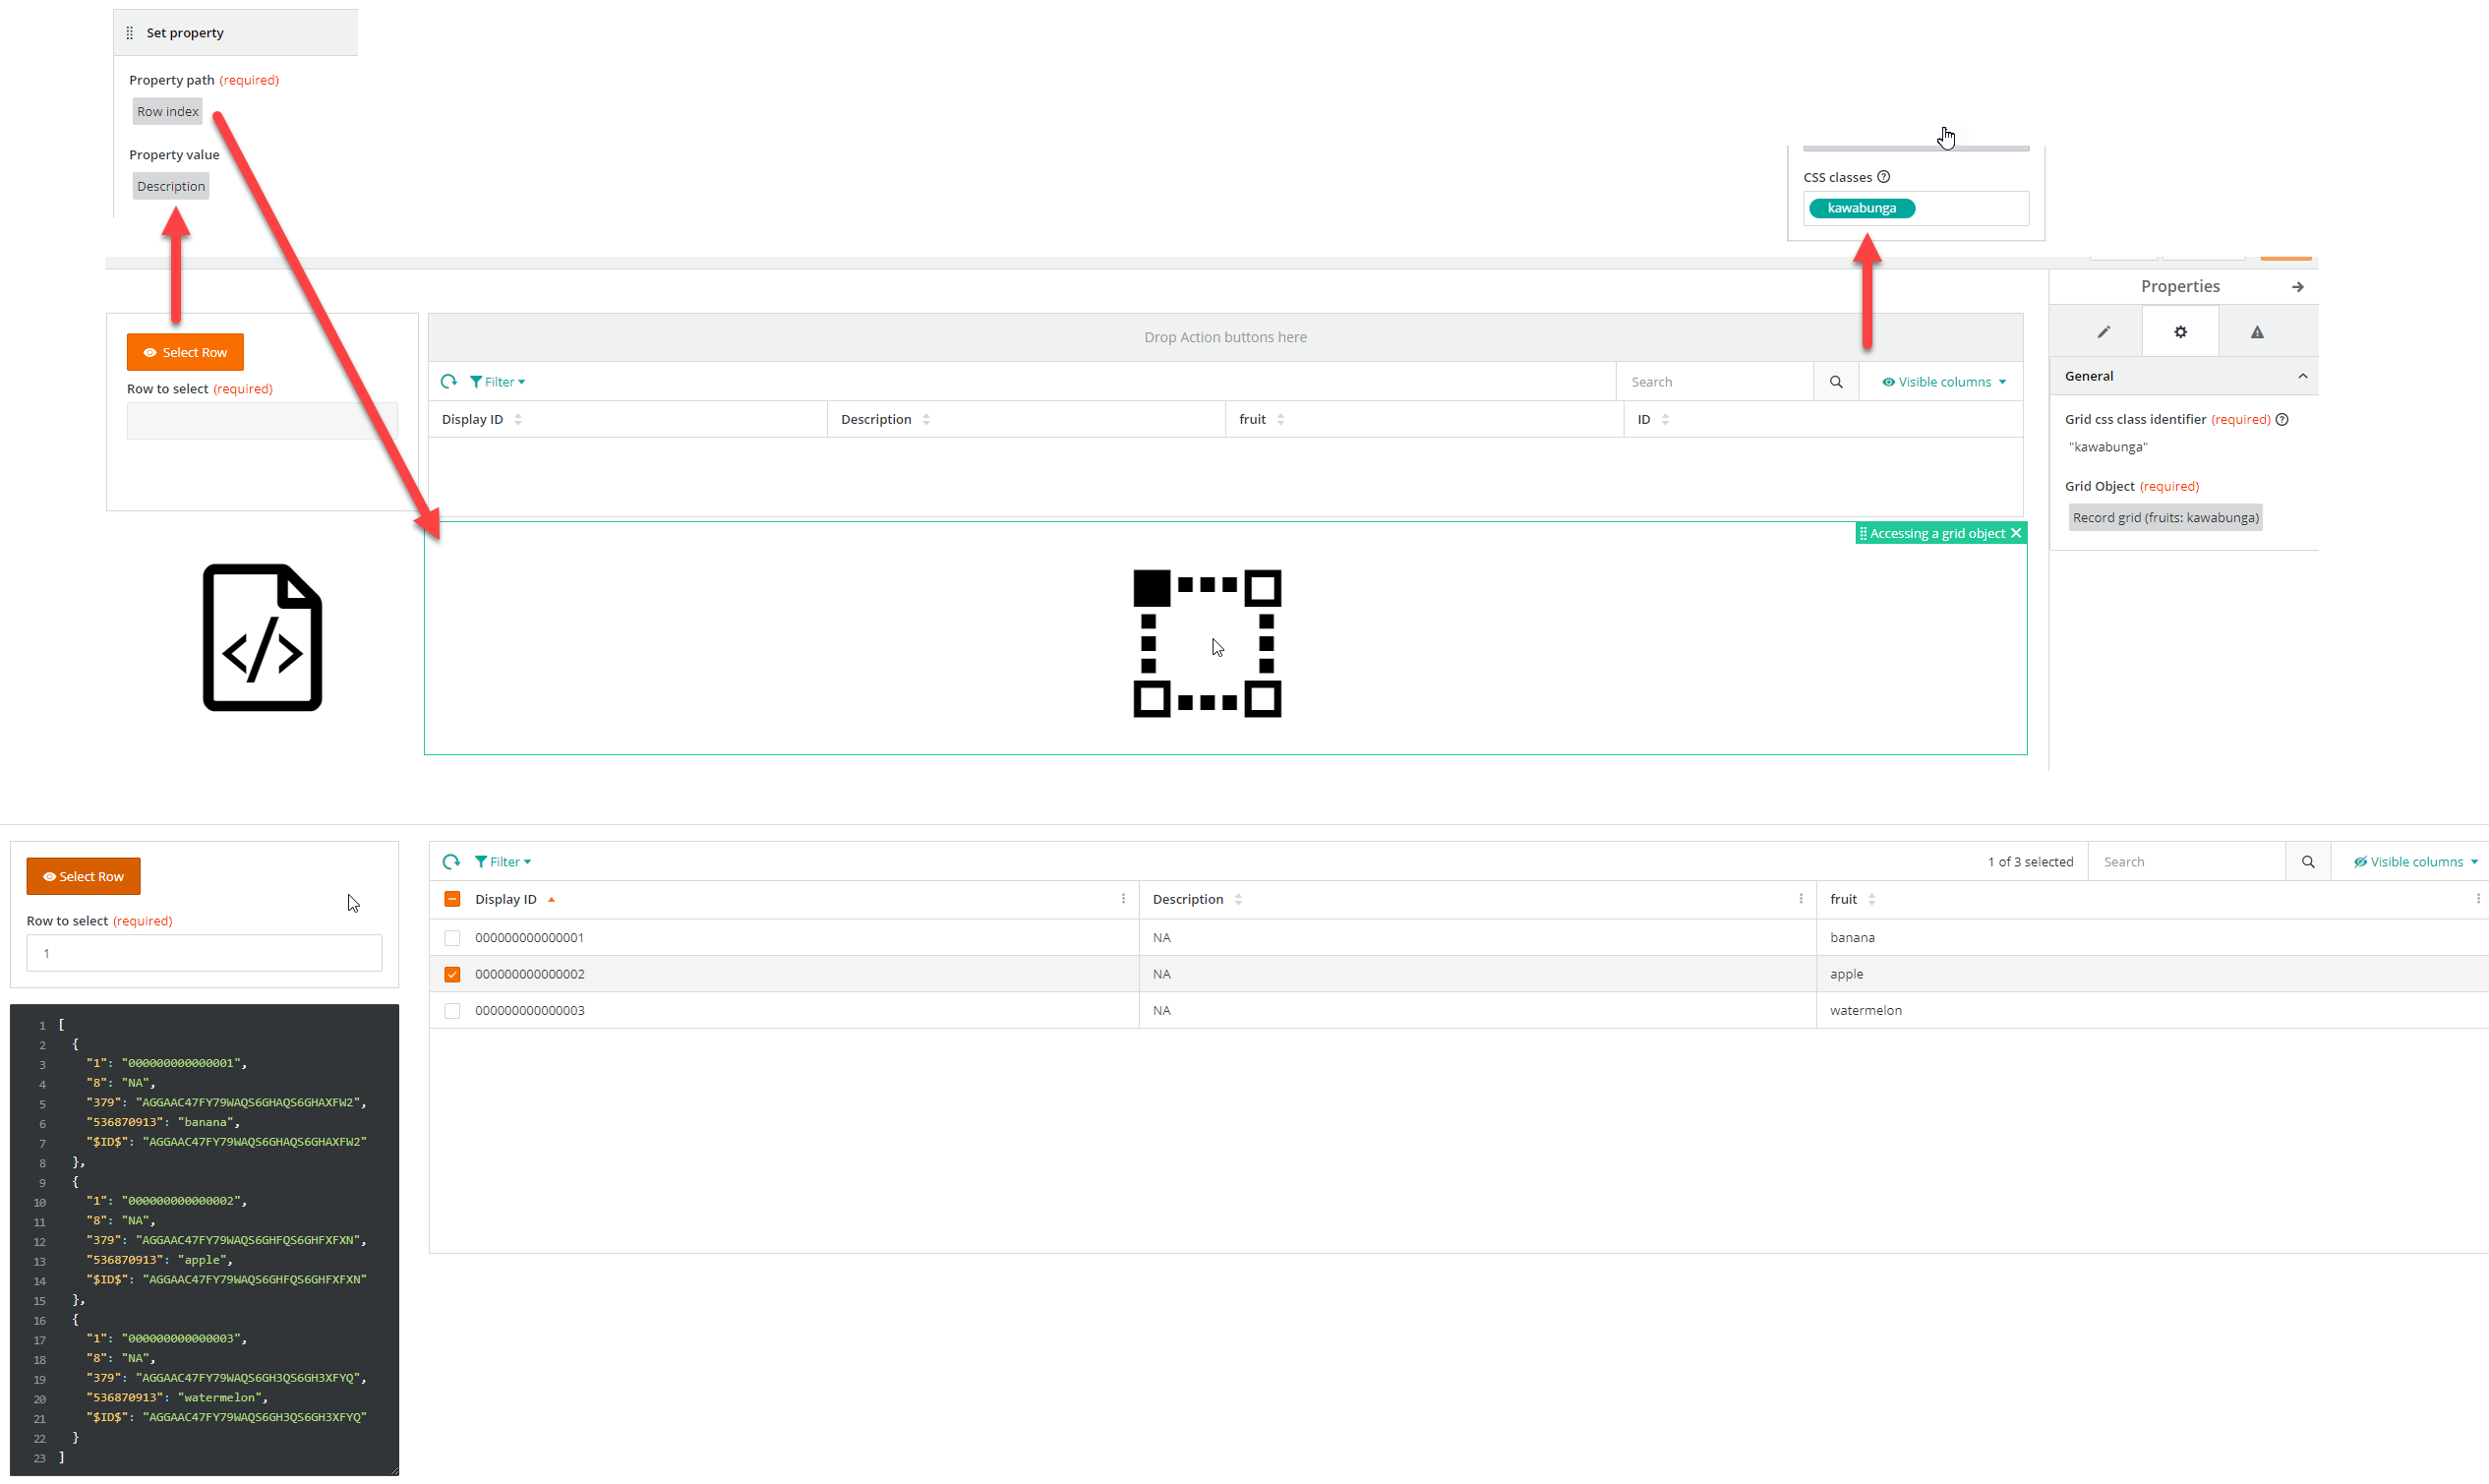 Set property
Property path (required)
Row index
Property value
Description
CSS classes
kawabunga
Properties
Select Row
Row to select (required)
Drop Action buttons here
Filter
Search
Visible columns
Display ID
Description
fruit
ID
General
Grid css class identifier (required)
"kawabunga"
Grid Object (required)
Record grid (fruits: kawabunga)
Accessing a grid object
</>
Select Row
Row to select (required)
1
Filter
1 of 3 selected
Search
Visible columns
Display ID
Description
fruit
000000000000001 NA banana
000000000000002 NA apple
000000000000003 NA watermelon
1 [
2 {
3 "1": "000000000000001",
4 "8": "NA",
5 "379": "AGGAAC47FY79WAQS6GHAQS6GHAXFW2",
6 "536870913": "banana",
7 "$ID$": "AGGAAC47FY79WAQS6GHAQS6GHAXFW2"
8 },
9 {
10 "1": "000000000000002",
11 "8": "NA",
12 "379": "AGGAAC47FY79WAQS6GHFQS6GHFXFXN",
13 "536870913": "apple",
14 "$ID$": "AGGAAC47FY79WAQS6GHFQS6GHFXFXN"
15 },
16 {
17 "1": "000000000000003",
18 "8": "NA",
19 "379": "AGGAAC47FY79WAQS6GH3QS6GH3XFYQ",
20 "536870913": "watermelon",
21 "$ID$": "AGGAAC47FY79WAQS6GH3QS6GH3XFYQ"
22 }
23 ]